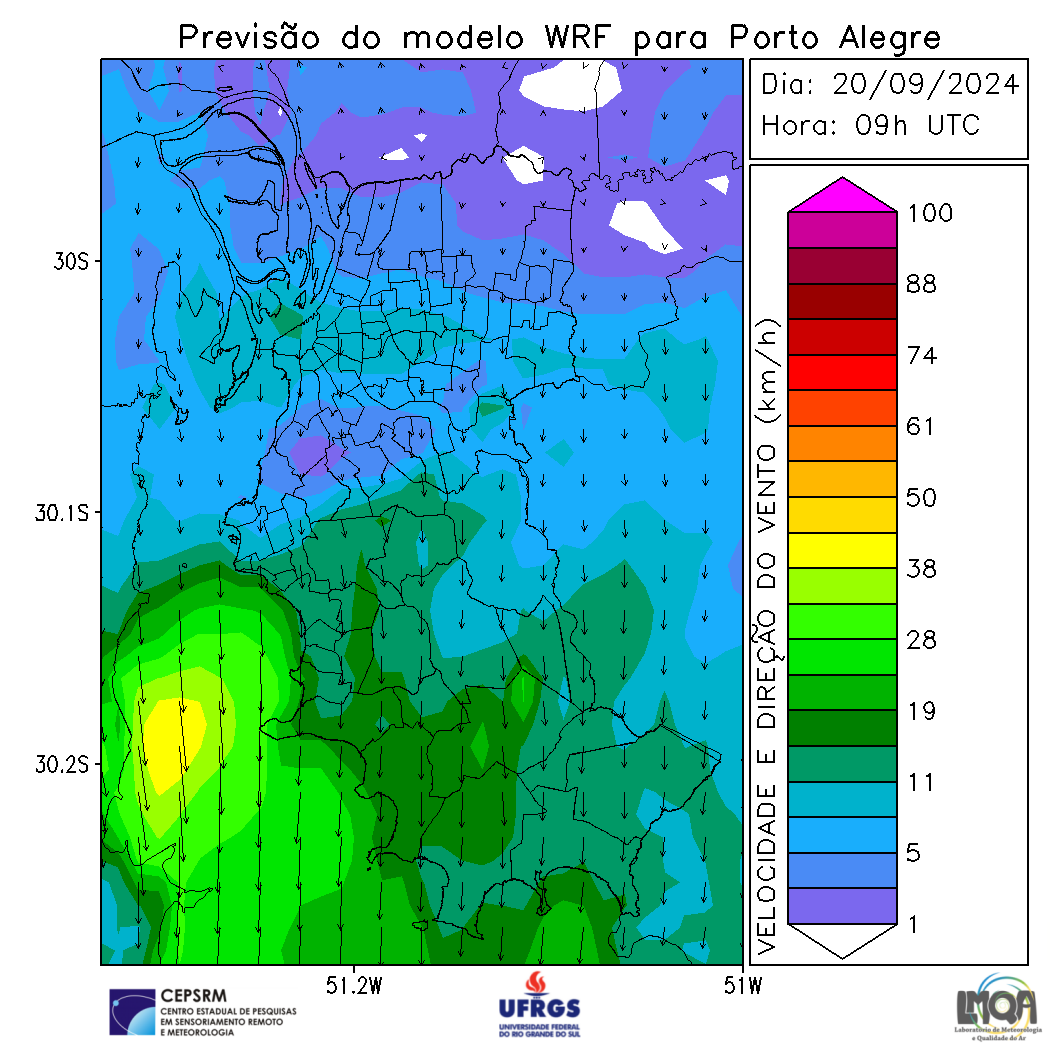 Previsão do modelo WRF para Porto Alegre
Dia: 20/09/2024
Hora: 09h UTC
30S
30.1S
30.2S
51.2W
51W
VELOCIDADE E DIREÇÃO DO VENTO (km/h)
100
88
74
61
50
38
28
19
11
5
1
CEPSRM
CENTRO ESTADUAL DE PESQUISAS
EM SENSORIAMENTO REMOTO
E METEOROLOGIA
UFRGS
UNIVERSIDADE FEDERAL
DO RIO GRANDE DO SUL
LMQA
Laboratório de Meteorologia
e Qualidade do Ar